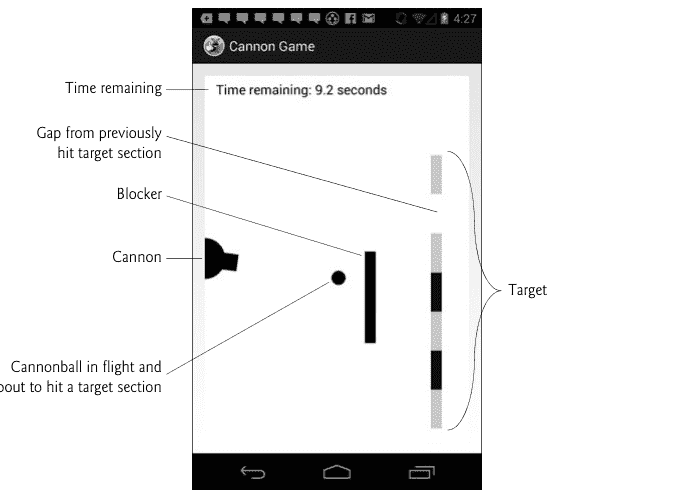 4:27
Cannon Game
Time remaining
Time remaining: 9.2 seconds
Gap from previously
hit target section
Blocker
Cannon
Target
Cannonball in flight and
to hit a target section